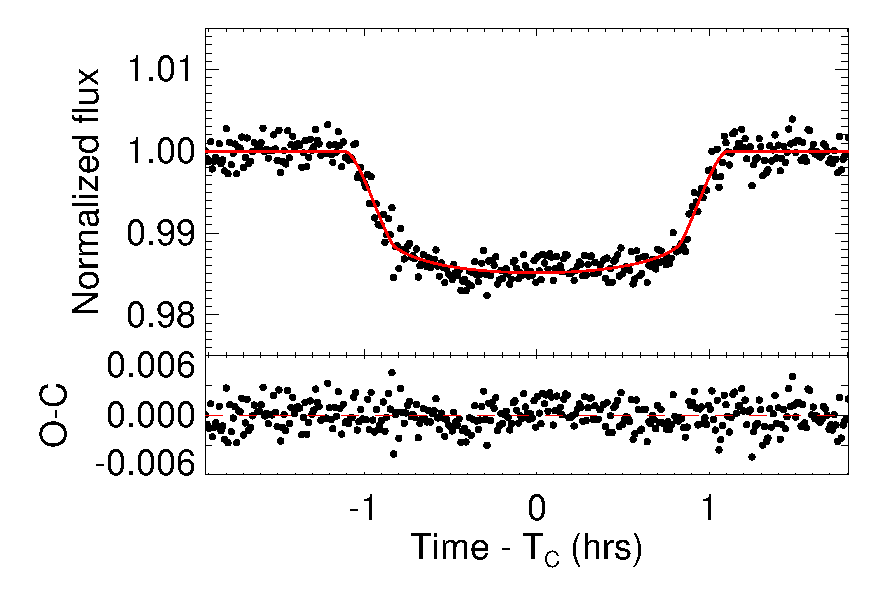 Normalized flux
1.01
1.00
0.99
0.98
O-C
0.006
0.000
-0.006
-1 0 1
Time - T_C (hrs)